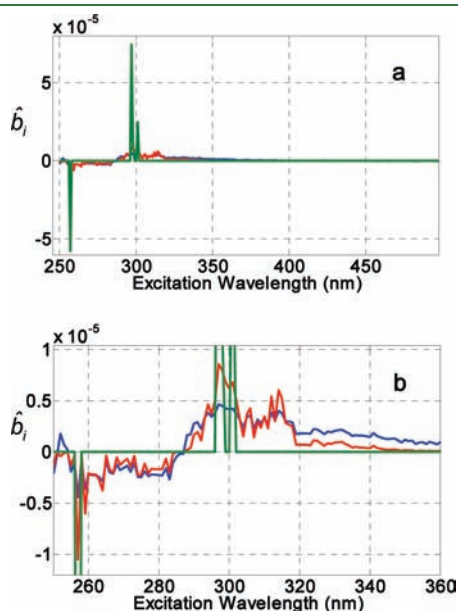 x 10⁻⁵
a
5
b̂ᵢ
0
-5
250 300 350 400 450
Excitation Wavelength (nm)
x 10⁻⁵
1
b
0.5
b̂ᵢ
0
-0.5
-1
260 280 300 320 340 360
Excitation Wavelength (nm)